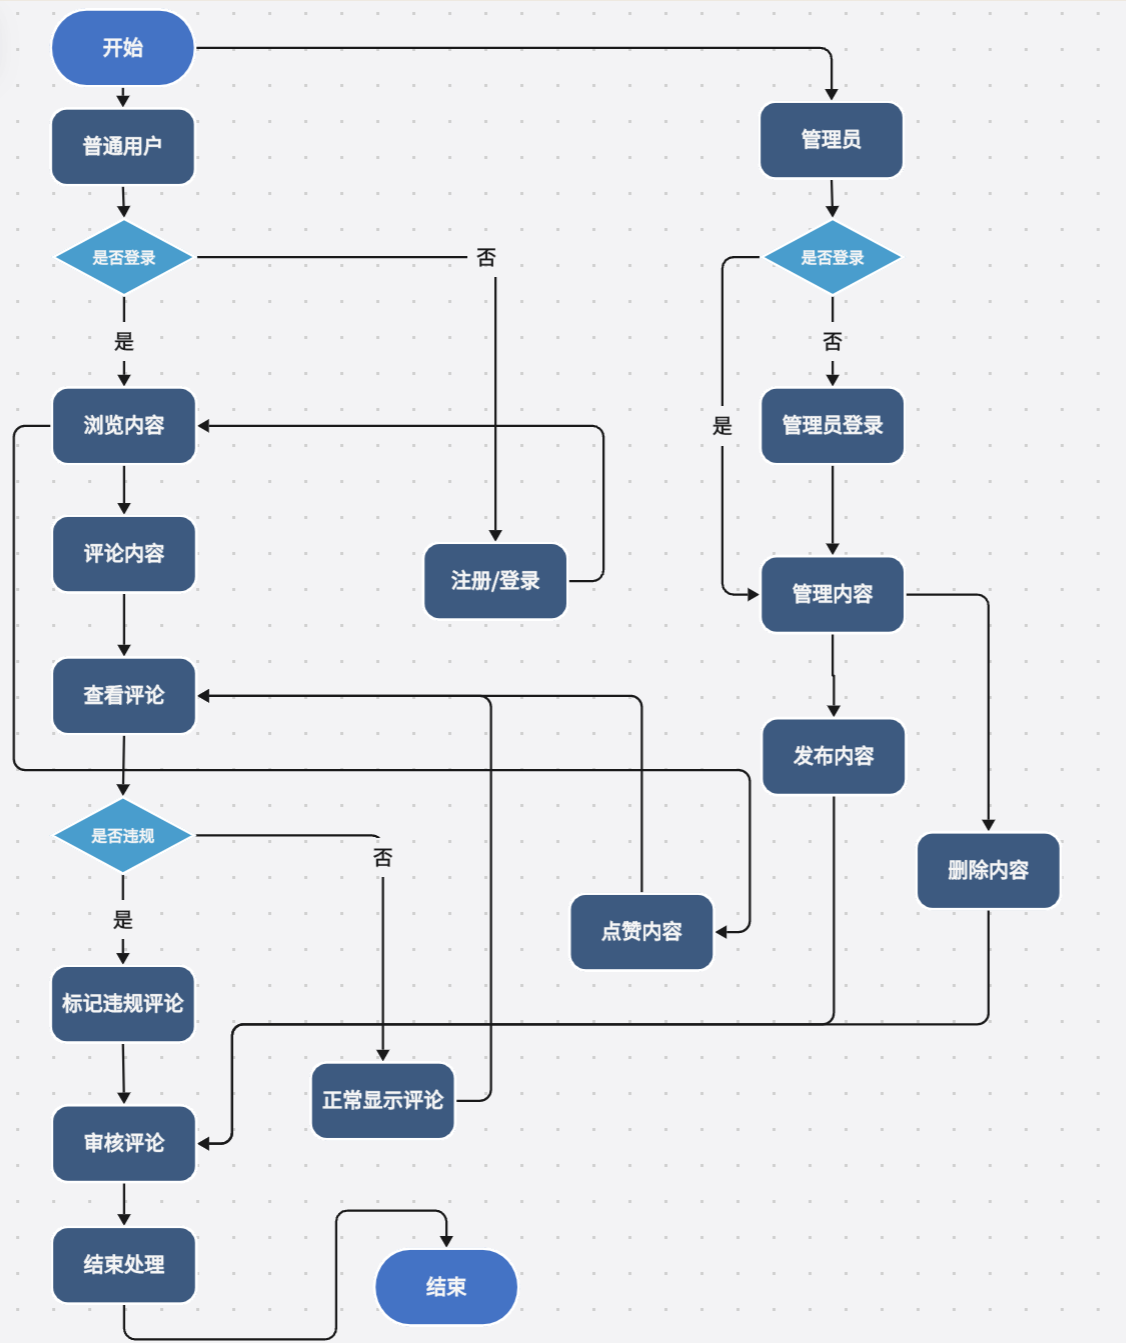 开始
普通用户
管理员
是否登录
否
是否登录
是
否
浏览内容
是
管理员登录
评论内容
注册/登录
管理内容
查看评论
发布内容
是否违规
否
删除内容
是
点赞内容
标记违规评论
正常显示评论
审核评论
结束处理
结束